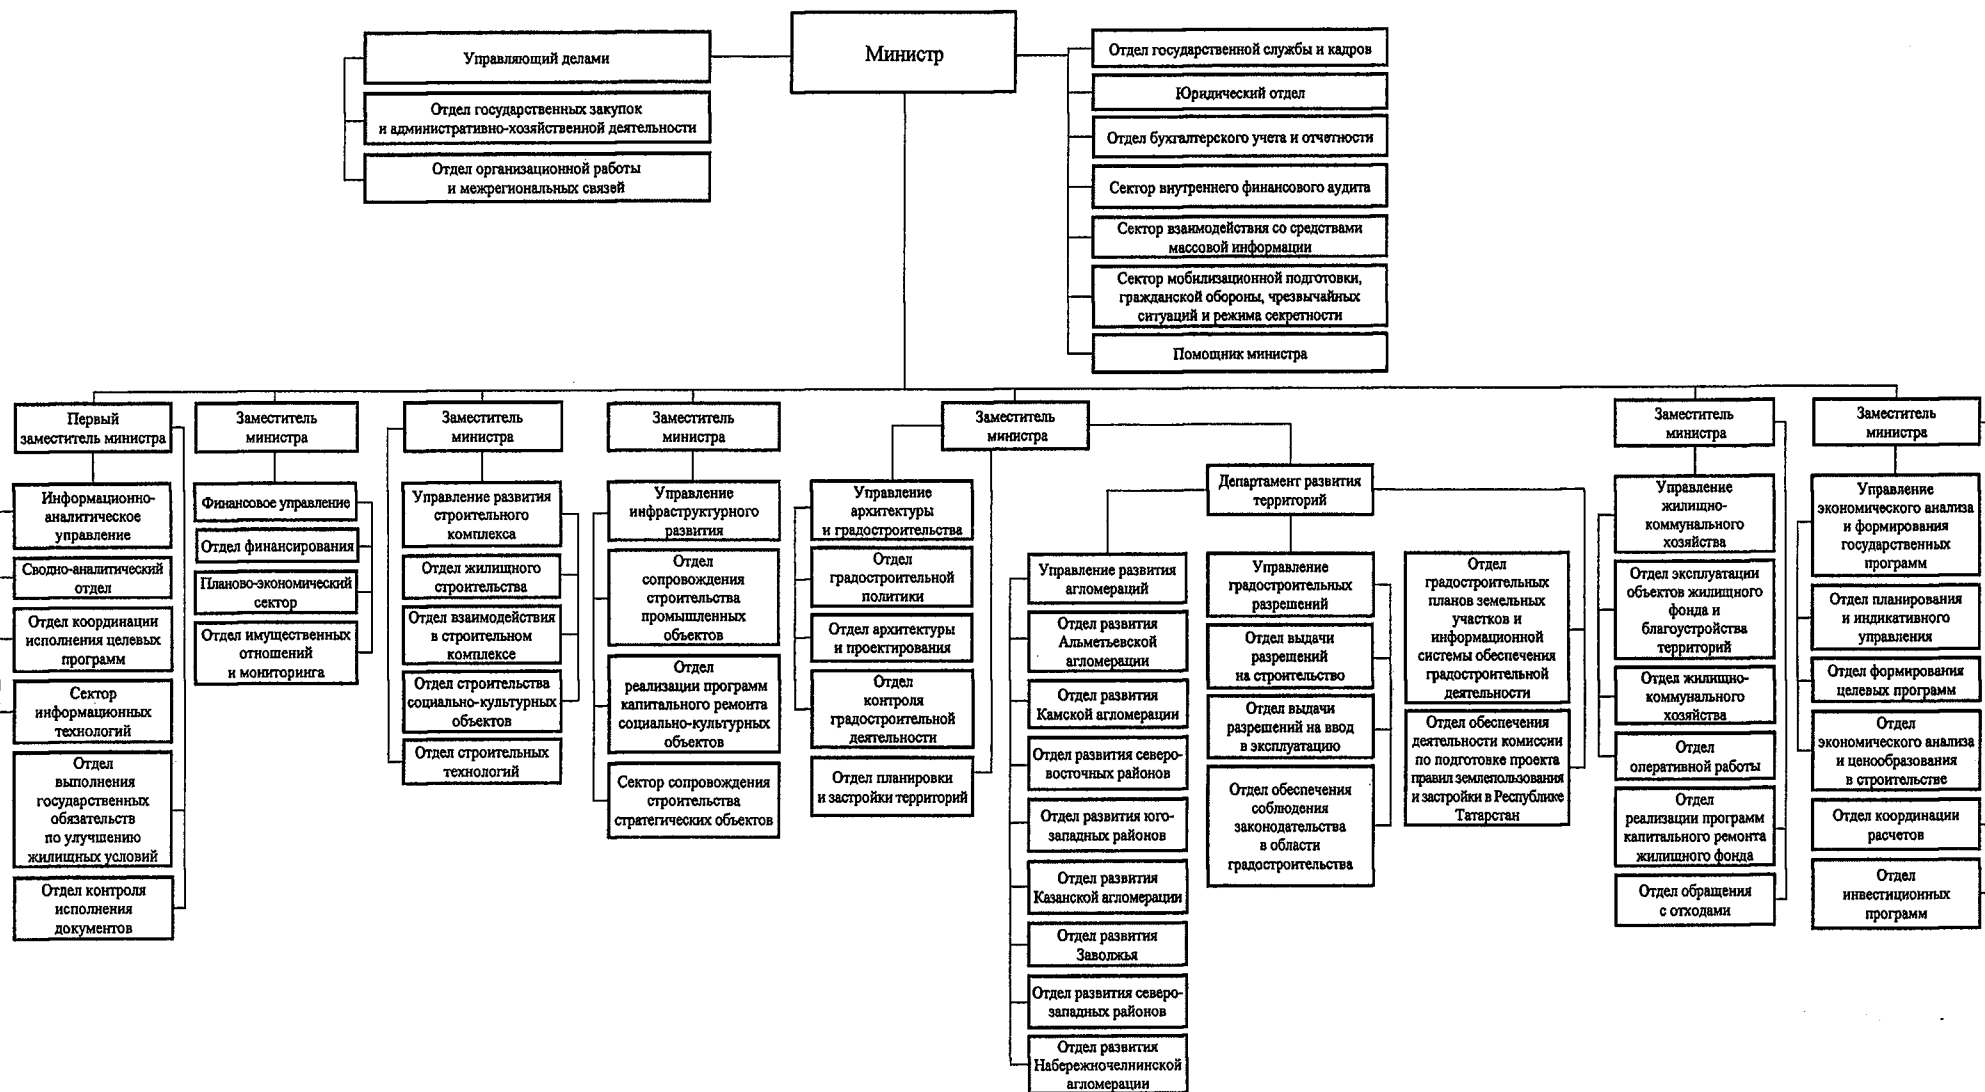 Министр
Управляющий делами
Отдел государственных закупок
и административно-хозяйственной деятельности
Отдел организационной работы
и межрегиональных связей
Отдел государственной службы и кадров
Юридический отдел
Отдел бухгалтерского учета и отчетности
Сектор внутреннего финансового аудита
Сектор взаимодействия со средствами
массовой информации
Сектор мобилизационной подготовки,
гражданской обороны, чрезвычайных
ситуаций и режима секретности
Помощник министра
Первый
заместитель министра
Информационно-
аналитическое
управление
Сводно-аналитический
отдел
Отдел координации
исполнения целевых
программ
Сектор
информационных
технологий
Отдел
выполнения
государственных
обязательств
по улучшению
жилищных условий
Отдел контроля
исполнения
документов
Заместитель
министра
Финансовое управление
Отдел финансирования
Планово-экономический
сектор
Отдел имущественных
отношений
и мониторинга
Заместитель
министра
Управление развития
строительного
комплекса
Отдел жилищного
строительства
Отдел взаимодействия
в строительном
комплексе
Отдел строительства
социально-культурных
объектов
Отдел строительных
технологий
Заместитель
министра
Управление
инфраструктурного
развития
Отдел
сопровождения
строительства
промышленных
объектов
Отдел
реализации программ
капитального ремонта
социально-культурных
объектов
Сектор сопровождения
строительства
стратегических объектов
Заместитель
министра
Управление
архитектуры
и градостроительства
Отдел
градостроительной
политики
Отдел архитектуры
и проектирования
Отдел
контроля
градостроительной
деятельности
Отдел планировки
и застройки территорий
Департамент развития
территорий
Управление развития
агломераций
Отдел развития
Альметьевской
агломерации
Отдел развития
Камской агломерации
Отдел развития северо-
восточных районов
Отдел развития юго-
западных районов
Отдел развития
Казанской агломерации
Отдел развития
Заволжья
Отдел развития северо-
западных районов
Отдел развития
Набережночелнинской
агломерации
Управление
градостроительных
разрешений
Отдел выдачи
разрешений
на строительство
Отдел выдачи
разрешений на ввод
в эксплуатацию
Отдел обеспечения
соблюдения
законодательства
в области
градостроительства
Отдел
градостроительных
планов земельных
участков и
информационной
системы обеспечения
градостроительной
деятельности
Отдел обеспечения
деятельности комиссии
по подготовке проекта
правил землепользования
и застройки в Республике
Татарстан
Заместитель
министра
Управление
жилищно-
коммунального
хозяйства
Отдел эксплуатации
объектов жилищного
фонда и
благоустройства
территорий
Отдел жилищно-
коммунального
хозяйства
Отдел
оперативной работы
Отдел
реализации программ
капитального ремонта
жилищного фонда
Отдел обращения
с отходами
Заместитель
министра
Управление
экономического анализа
и формирования
государственных
программ
Отдел планирования
и индикативного
управления
Отдел формирования
целевых программ
Отдел
экономического анализа
и ценообразования
в строительстве
Отдел координации
расчетов
Отдел
инвестиционных
программ